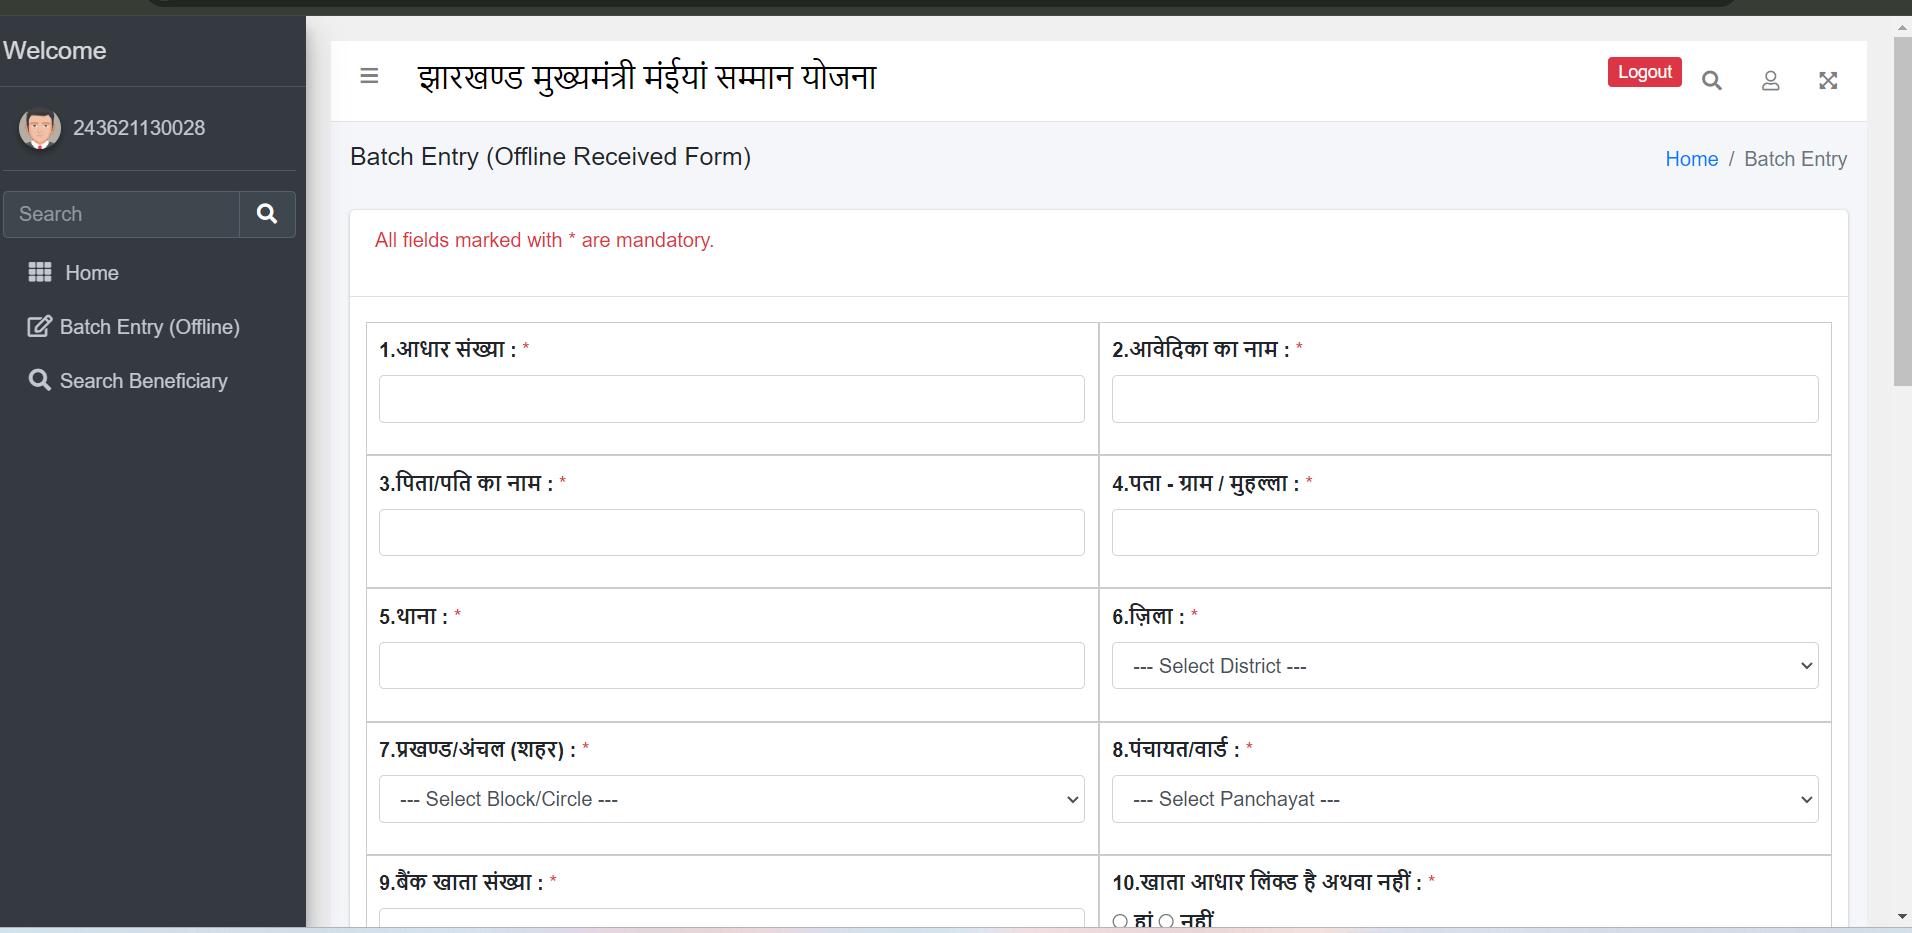 Welcome
243621130028
Search
Home
Batch Entry (Offline)
Search Beneficiary
झारखण्ड मुख्यमंत्री मंईयां सम्मान योजना
Logout
Batch Entry (Offline Received Form)
Home / Batch Entry
All fields marked with * are mandatory.
1.आधार संख्या : *
2.आवेदिका का नाम : *
3.पिता/पति का नाम : *
4.पता - ग्राम / मुहल्ला : *
5.थाना : *
6.ज़िला : *
--- Select District ---
7.प्रखण्ड/अंचल (शहर) : *
--- Select Block/Circle ---
8.पंचायत/वार्ड : *
--- Select Panchayat ---
9.बैंक खाता संख्या : *
10.खाता आधार लिंक्ड है अथवा नहीं : *
हां नहीं